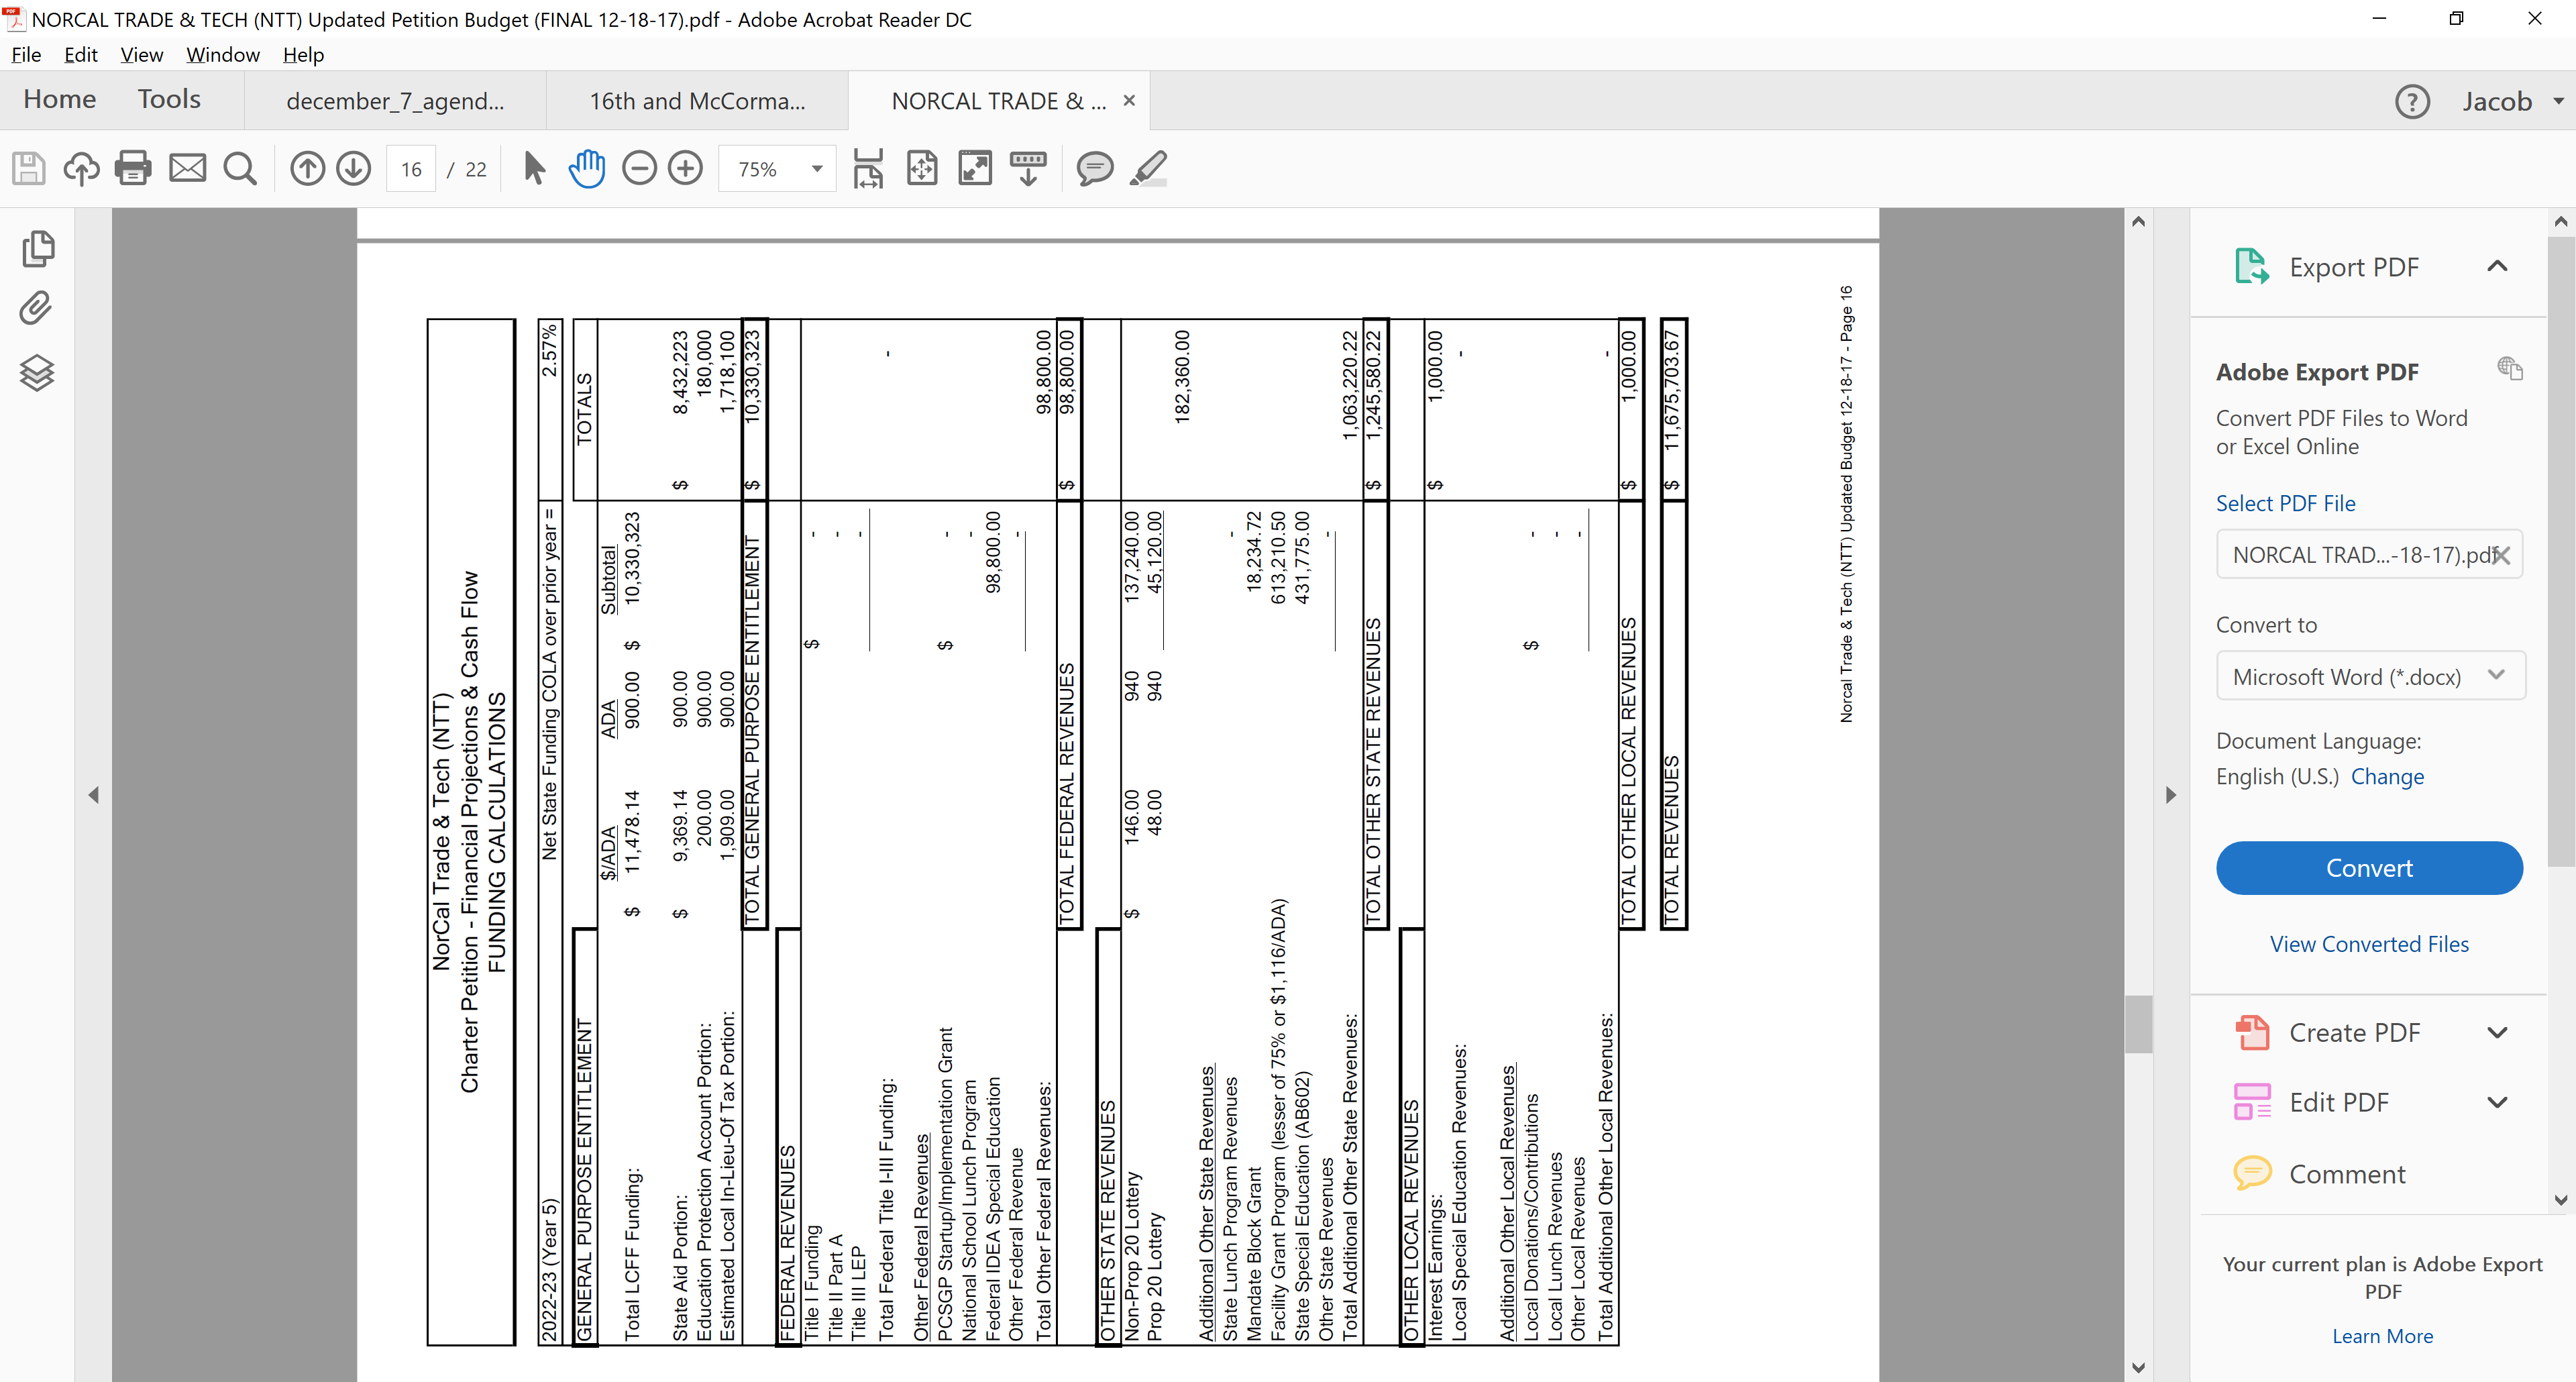 NORCAL TRADE & TECH (NTT) Updated Petition Budget (FINAL 12-18-17).pdf - Adobe Acrobat Reader DC
File Edit View Window Help
Home Tools december_7_agend... 16th and McCorma... NORCAL TRADE & ... × ? Jacob
16 / 22 75%
NorCal Trade & Tech (NTT)
Charter Petition - Financial Projections & Cash Flow
FUNDING CALCULATIONS
2022-23 (Year 5) Net State Funding COLA over prior year = 2.57%
GENERAL PURPOSE ENTITLEMENT TOTALS
$/ADA ADA Subtotal
Total LCFF Funding: $ 11,478.14 900.00 $ 10,330,323
State Aid Portion: $ 9,369.14 900.00 $ 8,432,223
Education Protection Account Portion: 200.00 900.00 180,000
Estimated Local In-Lieu-Of Tax Portion: 1,909.00 900.00 1,718,100
TOTAL GENERAL PURPOSE ENTITLEMENT $ 10,330,323
FEDERAL REVENUES
Title I Funding $ -
Title II Part A -
Title III LEP -
Total Federal Title I-III Funding: -
Other Federal Revenues
PCSGP Startup/Implementation Grant $ -
National School Lunch Program -
Federal IDEA Special Education 98,800.00
Other Federal Revenue -
Total Other Federal Revenues: 98,800.00
TOTAL FEDERAL REVENUES $ 98,800.00
OTHER STATE REVENUES
Non-Prop 20 Lottery $ 146.00 940 137,240.00
Prop 20 Lottery 48.00 940 45,120.00
182,360.00
Additional Other State Revenues
State Lunch Program Revenues -
Mandate Block Grant 18,234.72
Facility Grant Program (lesser of 75% or $1,116/ADA) 613,210.50
State Special Education (AB602) 431,775.00
Other State Revenues -
Total Additional Other State Revenues: 1,063,220.22
TOTAL OTHER STATE REVENUES $ 1,245,580.22
OTHER LOCAL REVENUES
Interest Earnings: $ 1,000.00
Local Special Education Revenues: -
Additional Other Local Revenues
Local Donations/Contributions $ -
Local Lunch Revenues -
Other Local Revenues -
Total Additional Other Local Revenues: -
TOTAL OTHER LOCAL REVENUES $ 1,000.00
TOTAL REVENUES $ 11,675,703.67
Norcal Trade & Tech (NTT) Updated Budget 12-18-17 - Page 16
Export PDF
Adobe Export PDF
Convert PDF Files to Word
or Excel Online
Select PDF File
NORCAL TRAD...-18-17).pdf
Convert to
Microsoft Word (*.docx)
Document Language:
English (U.S.) Change
Convert
View Converted Files
Create PDF
Edit PDF
Comment
Your current plan is Adobe Export
PDF
Learn More